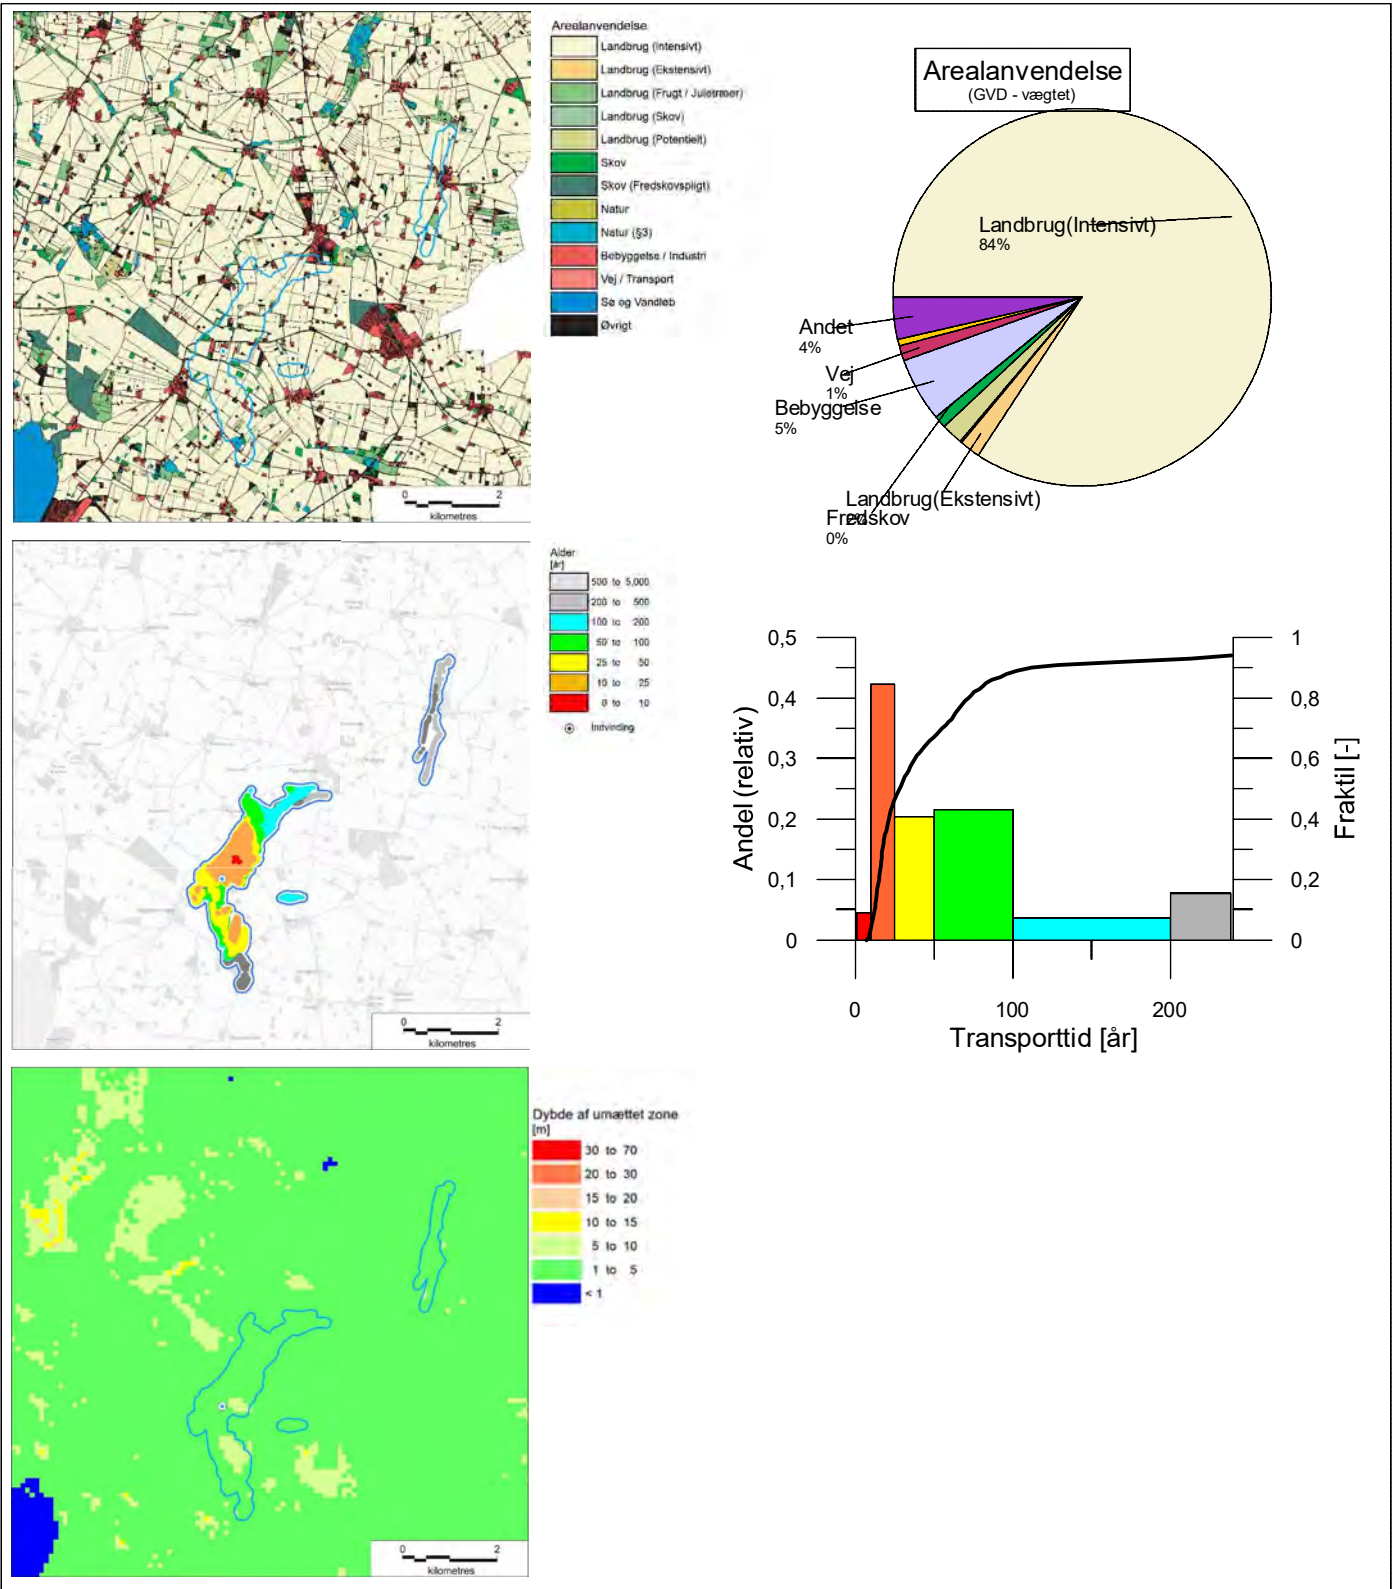 Arealanvendelse
Landbrug (Intensivt)
Landbrug (Ekstensivt)
Landbrug (Frugt / Juletræer)
Landbrug (Skov)
Landbrug (Potentielt)
Skov
Skov (Fredskovspligt)
Natur
Natur (§3)
Bebyggelse / Industri
Vej / Transport
Sø og Vandløb
Øvrigt
0 2
kilometres
Arealanvendelse
(GVD - vægtet)
Landbrug(Intensivt)
84%
Andet
4%
Vej
1%
Bebyggelse
5%
Landbrug(Ekstensivt)
Fredskov
0%
Alder
[år]
500 to 5,000
200 to 500
100 to 200
50 to 100
25 to 50
10 to 25
0 to 10
Indvinding
0 2
kilometres
0,5
0,4
0,3
0,2
0,1
0
Andel (relativ)
1
0,8
0,6
0,4
0,2
0
Fraktil [-]
0 100 200
Transporttid [år]
Dybde af umættet zone
[m]
30 to 70
20 to 30
15 to 20
10 to 15
5 to 10
1 to 5
< 1
0 2
kilometres